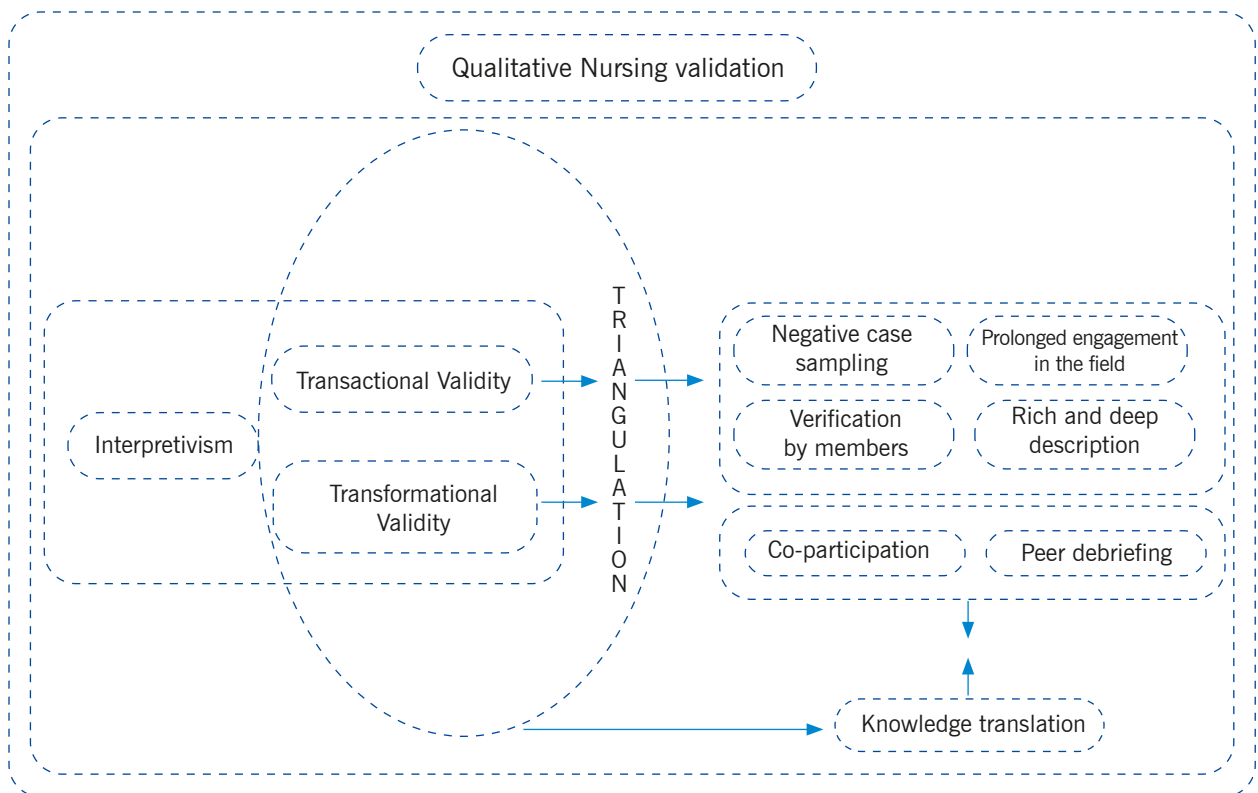 Qualitative Nursing validation
Interpretivism
Transactional Validity
Transformational
Validity
TRIANGULATION
Negative case
sampling
Prolonged engagement
in the field
Verification
by members
Rich and deep
description
Co-participation
Peer debriefing
Knowledge translation